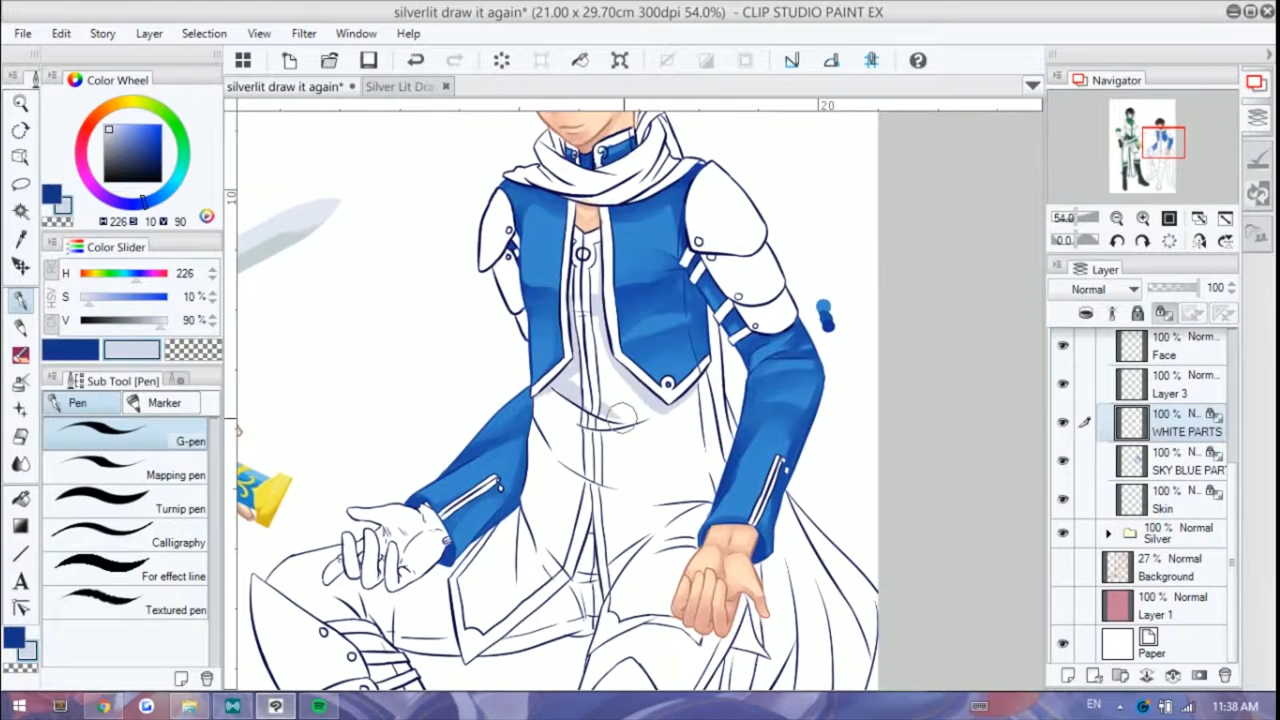 silverlit draw it again* (21.00 x 29.70cm 300dpi 54.0%) - CLIP STUDIO PAINT EX
File Edit Story Layer Selection View Filter Window Help
silverlit draw it again* Silver Lit Dra
Color Wheel
H 226 S 10 V 90
Color Slider
HSV
H 226
S 10 %
V 90 %
Sub Tool [Pen]
Pen Marker
G-pen
Mapping pen
Turnip pen
Calligraphy
For effect line
Textured pen
20
10
Navigator
54.0
0.0
Layer
Normal 100
100 % Norm...
Face
100 % Norm...
Layer 3
100 % N...
WHITE PARTS
100 % N...
SKY BLUE PAR
100 % N...
Skin
100 % Normal
Silver
27 % Normal
Background
100 % Normal
Layer 1
Paper
EN 11:38 AM